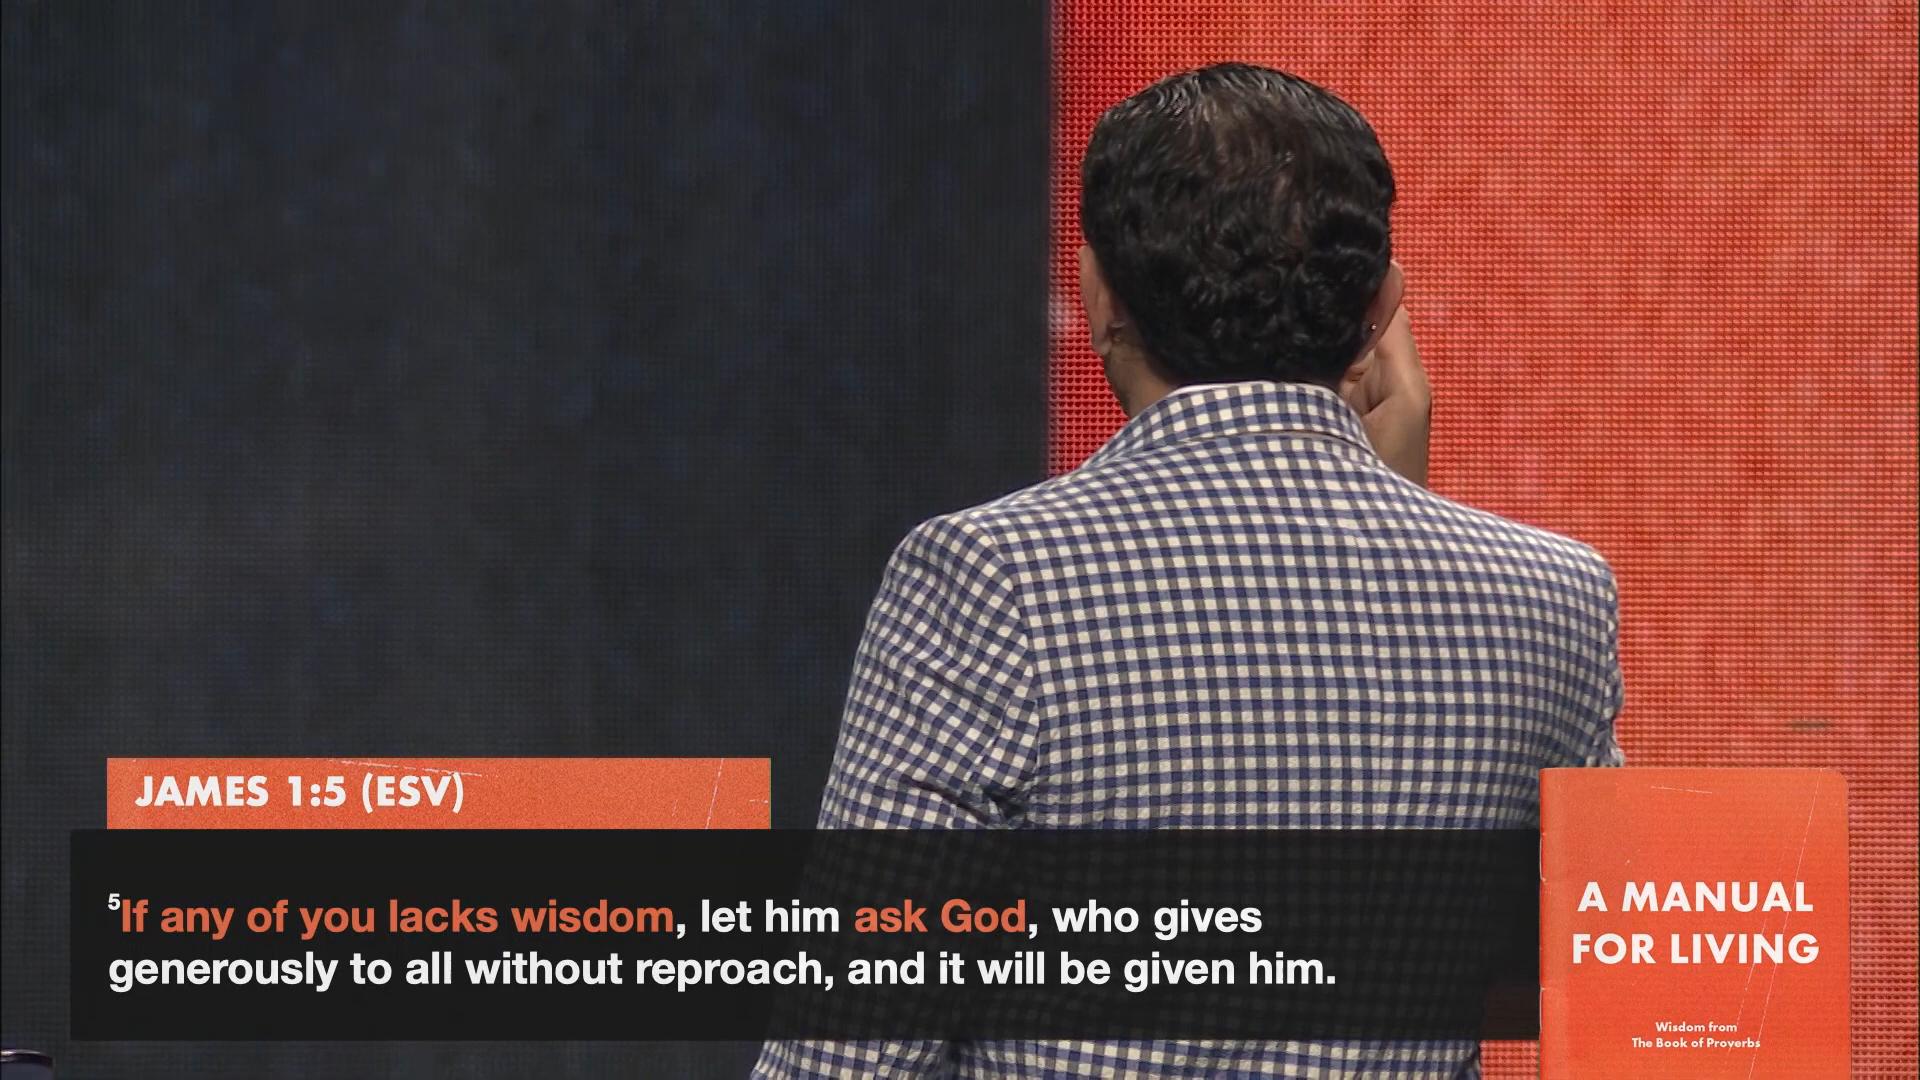 JAMES 1:5 (ESV)
⁵If any of you lacks wisdom, let him ask God, who gives
generously to all without reproach, and it will be given him.
A MANUAL
FOR LIVING
Wisdom from
The Book of Proverbs